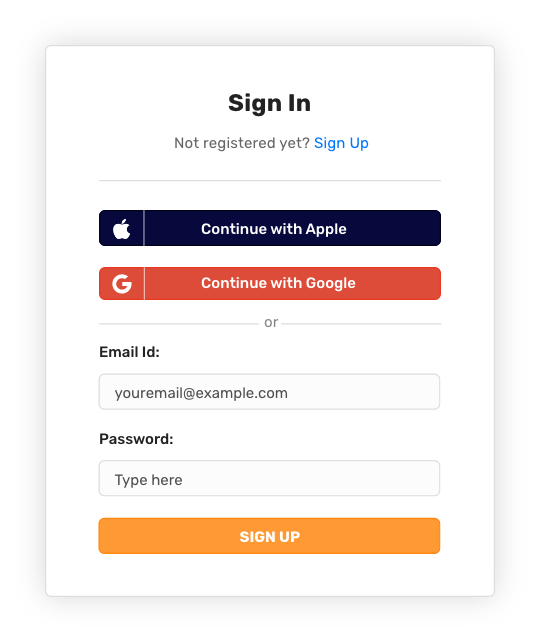 Sign In
Not registered yet? Sign Up
Continue with Apple
Continue with Google
or
Email Id:
youremail@example.com
Password:
Type here
SIGN UP